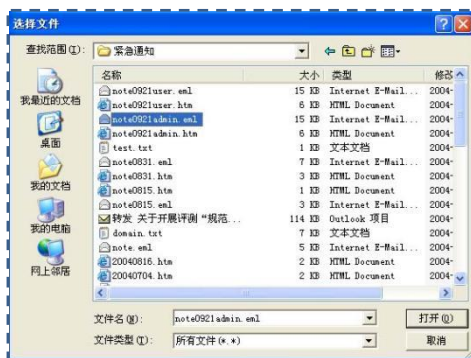 选择文件
查找范围(I): 紧急通知
名称 大小 类型 修改
note0921user.eml 15 KB Internet E-Mail... 2004-
note0921user.htm 6 KB HTML Document 2004-
note0921admin.eml 15 KB Internet E-Mail... 2004-
note0921admin.htm 6 KB HTML Document 2004-
test.txt 1 KB 文本文档 2004-
note0831.eml 7 KB Internet E-Mail... 2004-
note0831.htm 3 KB HTML Document 2004-
note0815.htm 1 KB HTML Document 2004-
note0815.eml 3 KB Internet E-Mail... 2004-
转发 关于开展评测“规范... 114 KB Outlook 项目 2004-
domain.txt 7 KB 文本文档 2004-
note.eml 5 KB Internet E-Mail... 2004-
20040816.htm 2 KB HTML Document 2004-
20040704.htm 2 KB HTML Document 2004-
我最近的文档
桌面
我的文档
我的电脑
网上邻居
文件名(N): note0921admin.eml 打开(O)
文件类型(T): 所有文件(*.*) 取消